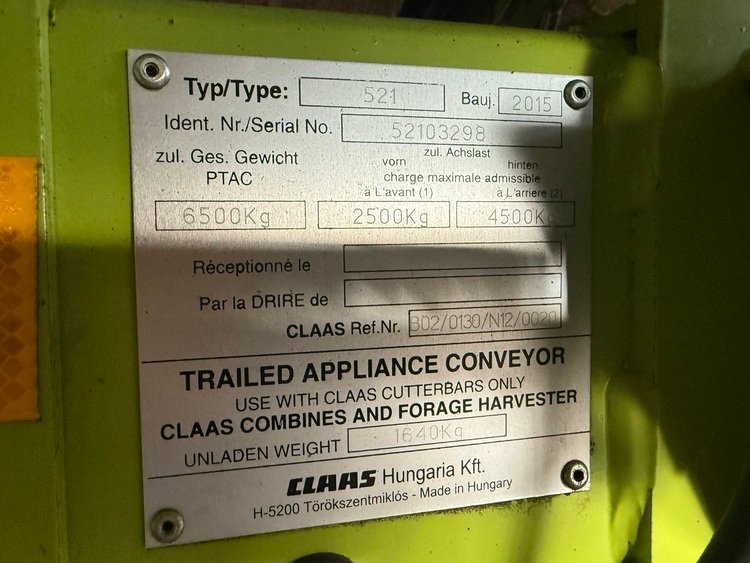 Typ/Type: 521 Bauj. 2015
Ident. Nr./Serial No. 52103298
zul. Ges. Gewicht zul. Achslast
vorn hinten
PTAC charge maximale admissible
à L'avant (1) à L'arriere (2)
6500Kg 2500Kg 4500Kg
Réceptionné le
Par la DRIRE de
CLAAS Ref.Nr. B02/0130/N12/0020
TRAILED APPLIANCE CONVEYOR
USE WITH CLAAS CUTTERBARS ONLY
CLAAS COMBINES AND FORAGE HARVESTER
UNLADEN WEIGHT 1640Kg
CLAAS Hungaria Kft.
H-5200 Törökszentmiklós - Made in Hungary